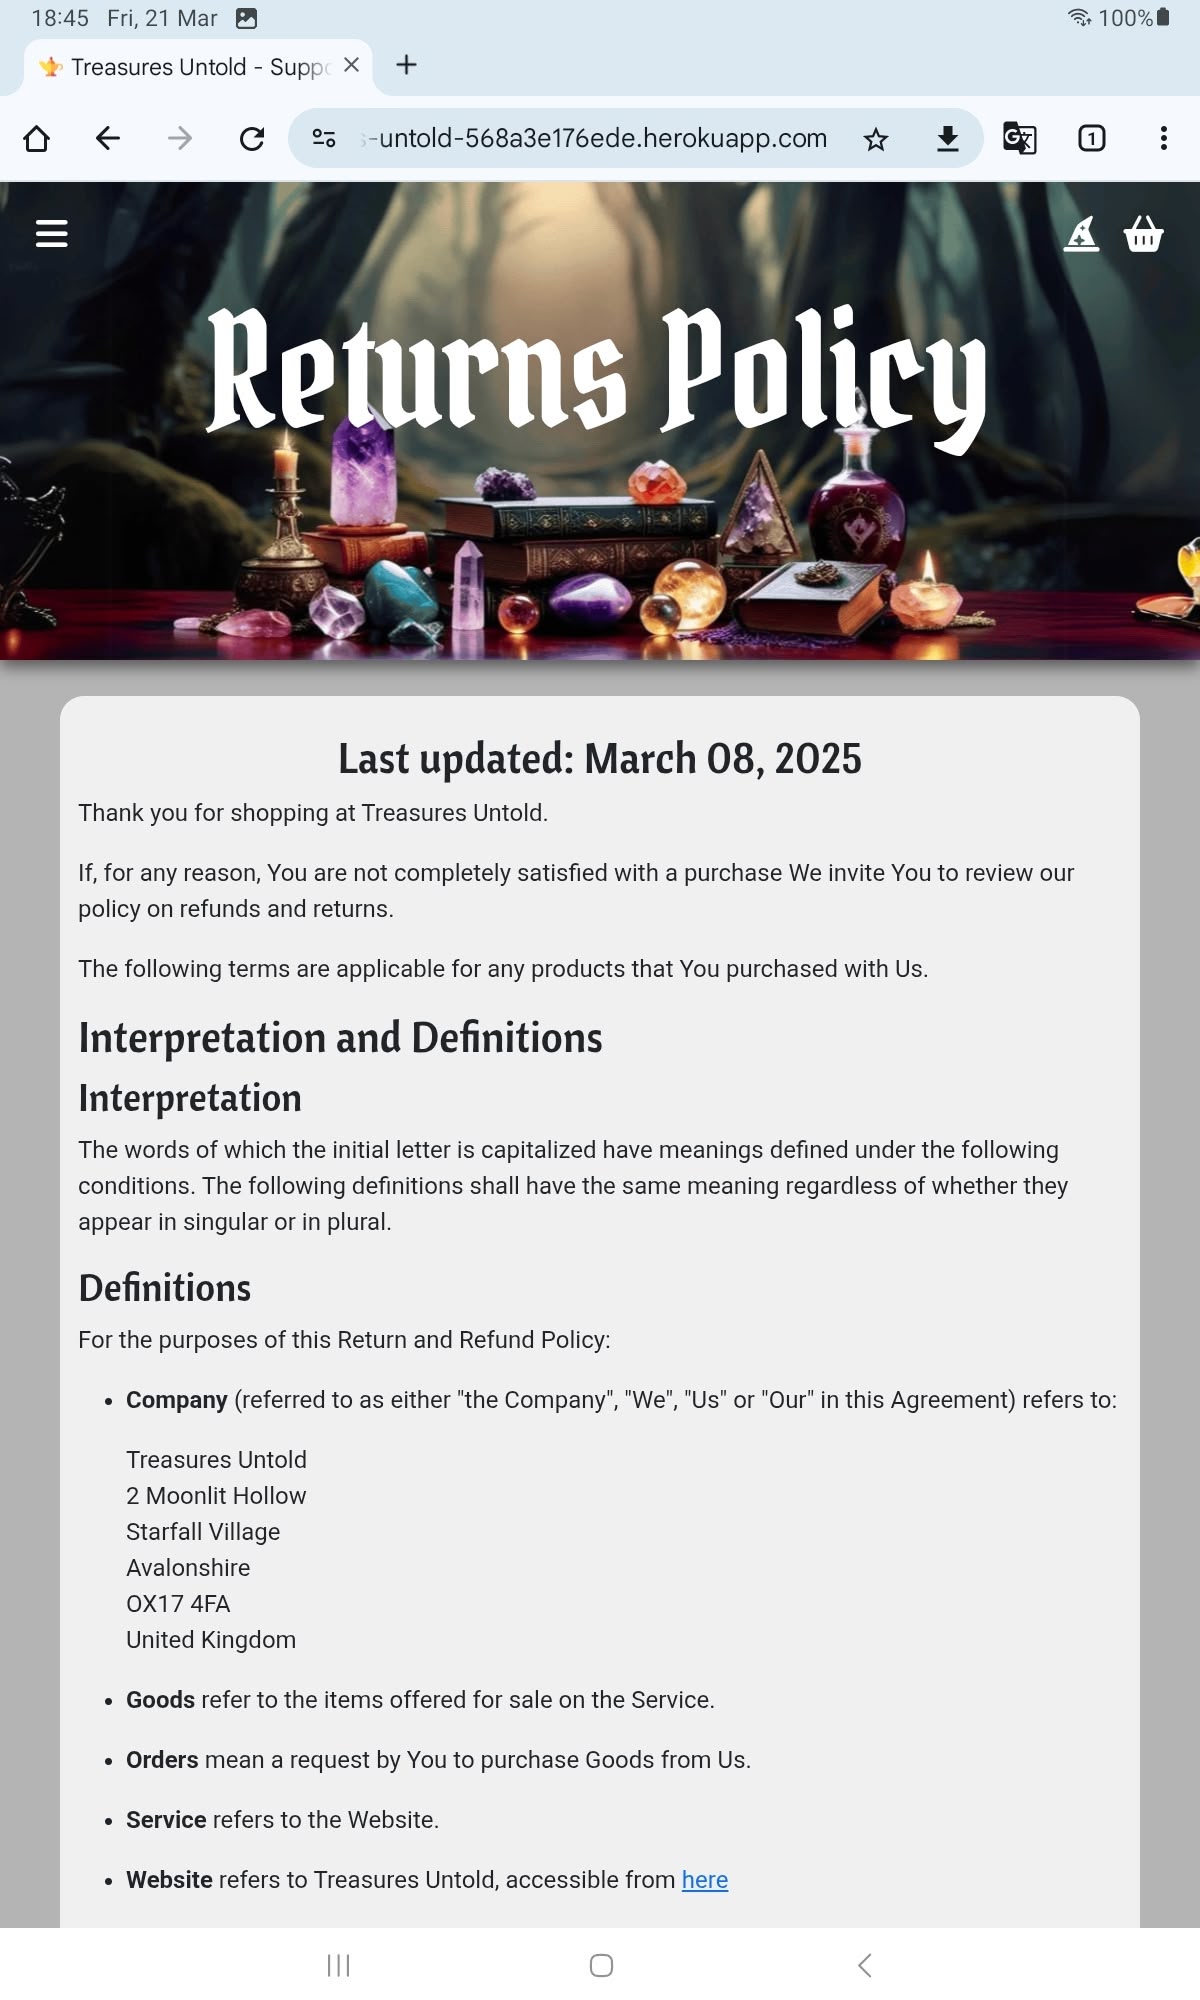 18:45 Fri, 21 Mar 100%
Treasures Untold - Supp
-untold-568a3e176ede.herokuapp.com
1
Returns Policy
Last updated: March 08, 2025
Thank you for shopping at Treasures Untold.
If, for any reason, You are not completely satisfied with a purchase We invite You to review our
policy on refunds and returns.
The following terms are applicable for any products that You purchased with Us.
Interpretation and Definitions
Interpretation
The words of which the initial letter is capitalized have meanings defined under the following
conditions. The following definitions shall have the same meaning regardless of whether they
appear in singular or in plural.
Definitions
For the purposes of this Return and Refund Policy:
• Company (referred to as either "the Company", "We", "Us" or "Our" in this Agreement) refers to:
Treasures Untold
2 Moonlit Hollow
Starfall Village
Avalonshire
OX17 4FA
United Kingdom
• Goods refer to the items offered for sale on the Service.
• Orders mean a request by You to purchase Goods from Us.
• Service refers to the Website.
• Website refers to Treasures Untold, accessible from here